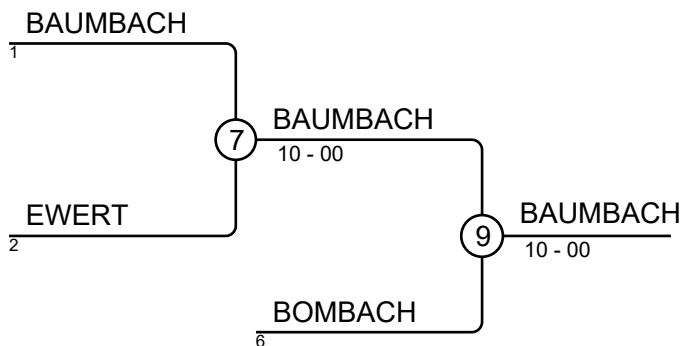 BAUMBACH
1
7
BAUMBACH
10 - 00
EWERT
2
9
BAUMBACH
10 - 00
BOMBACH
6